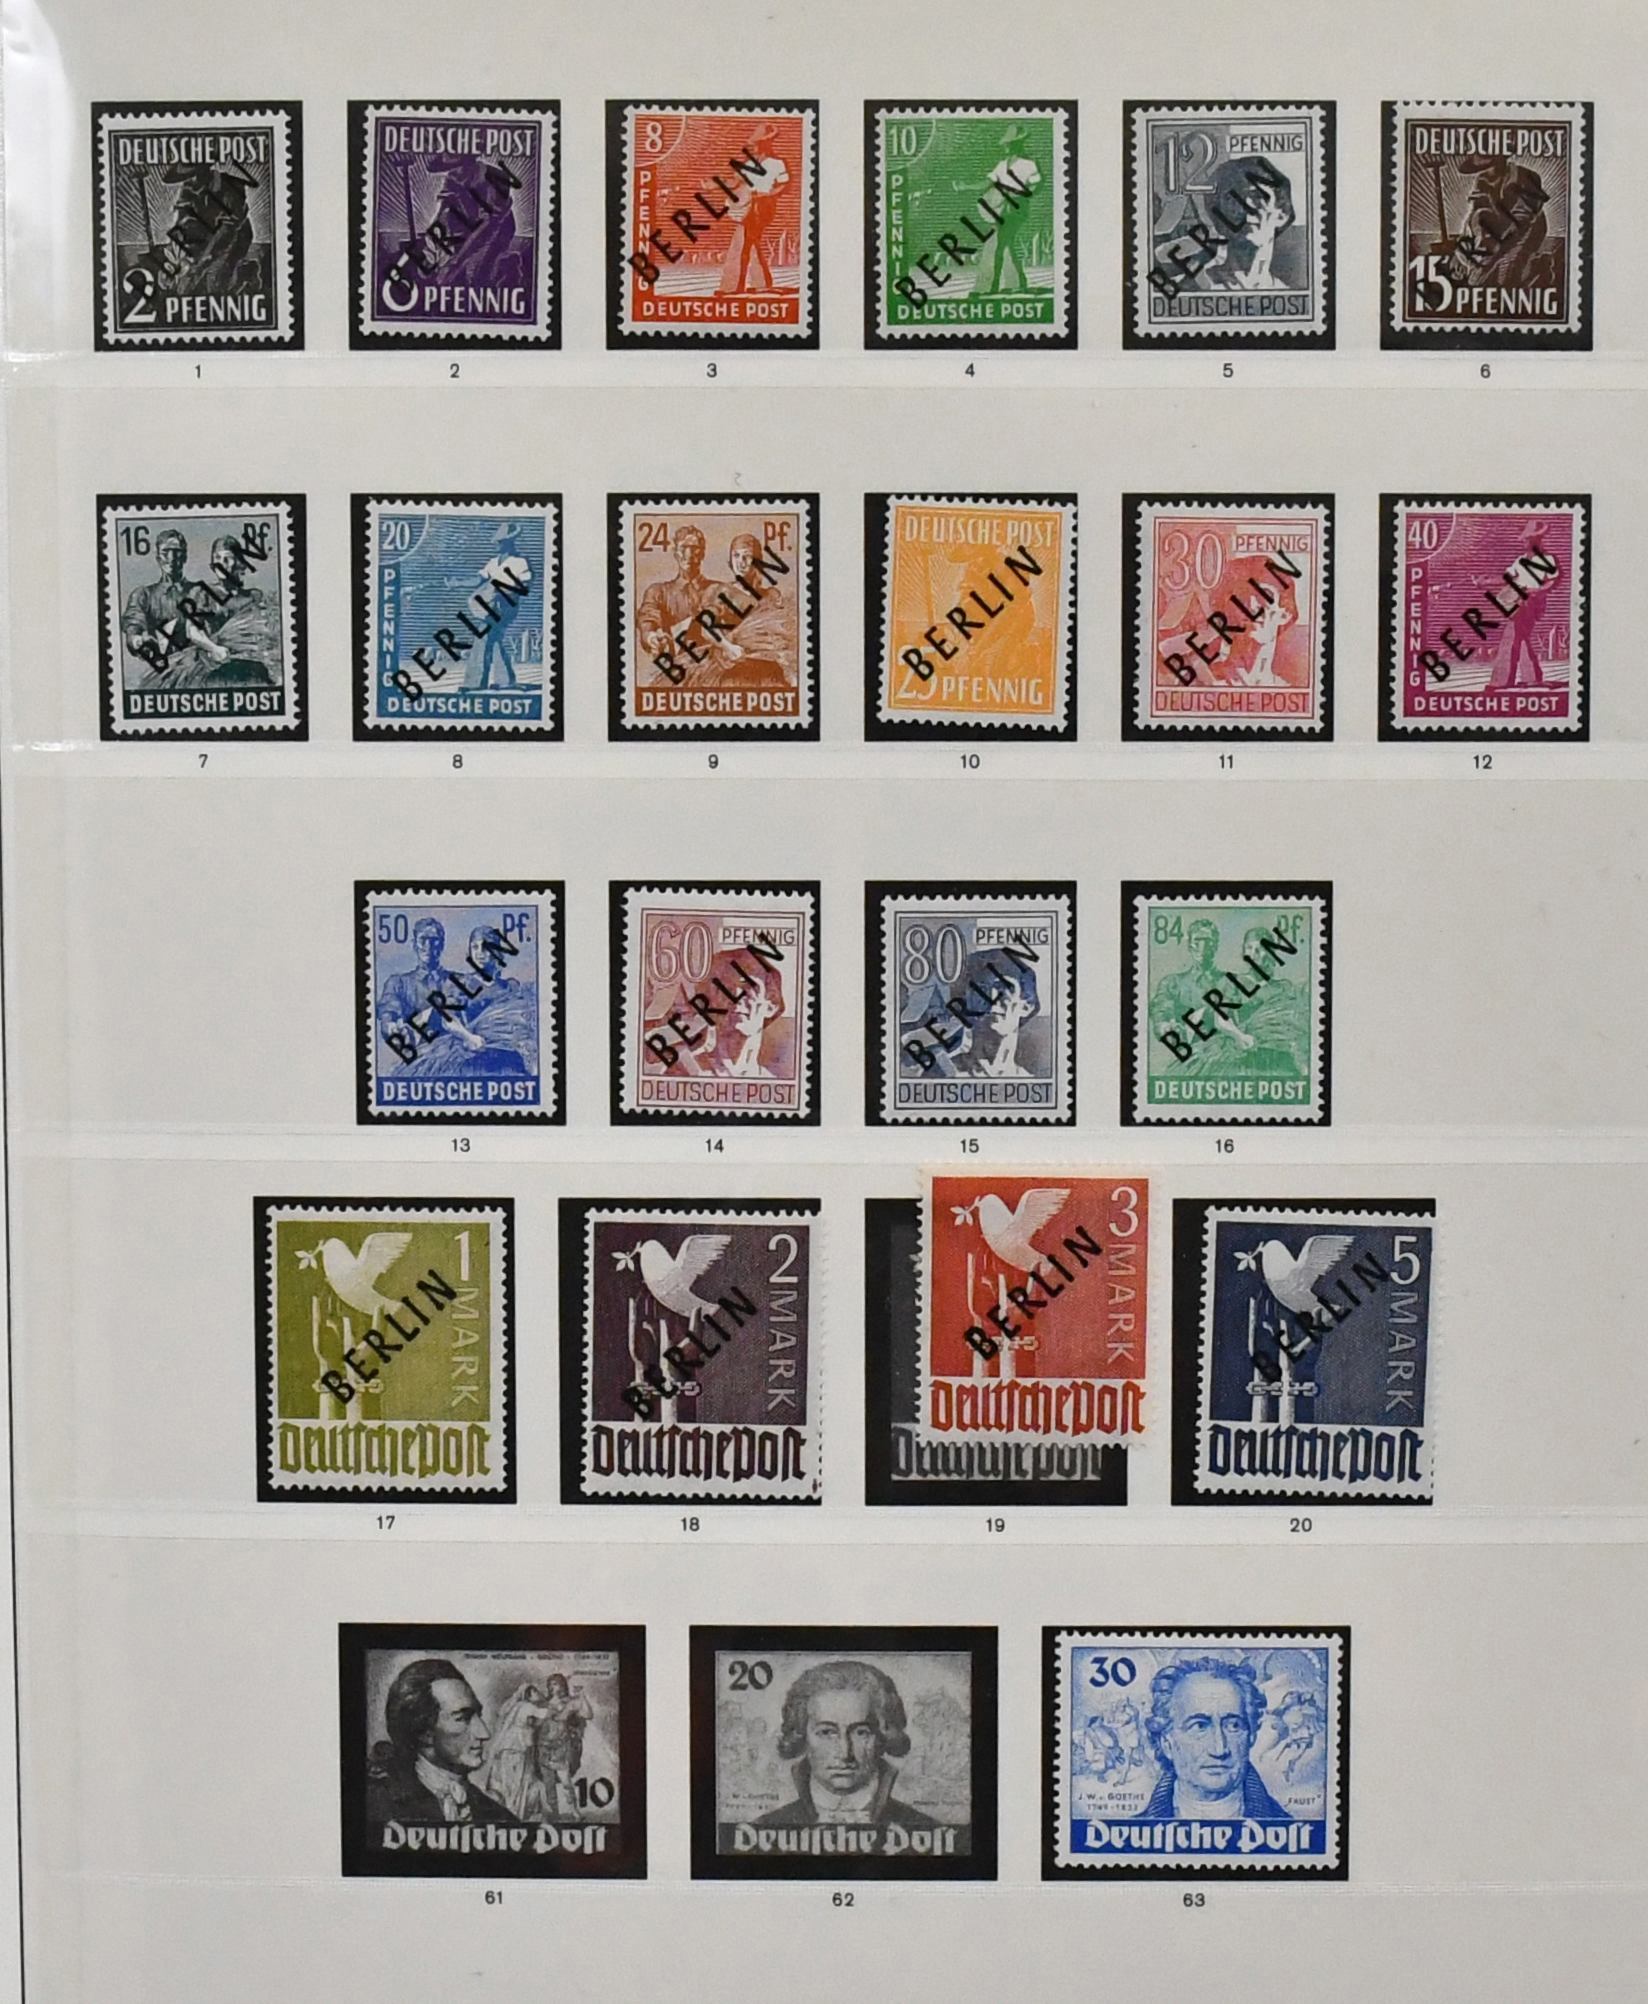 DEUTSCHE POST
BERLIN
2 PFENNIG
1
DEUTSCHE POST
BERLIN
6 PFENNIG
2
8
PFENNIG
BERLIN
DEUTSCHE POST
3
10
PFENNIG
BERLIN
DEUTSCHE POST
4
12 PFENNIG
BERLIN
DEUTSCHE POST
5
DEUTSCHE POST
BERLIN
15 PFENNIG
6
16 Pf.
BERLIN
DEUTSCHE POST
7
20
PFENNIG
BERLIN
DEUTSCHE POST
8
24 Pf.
BERLIN
DEUTSCHE POST
9
DEUTSCHE POST
BERLIN
25 PFENNIG
10
30 PFENNIG
BERLIN
DEUTSCHE POST
11
40
PFENNIG
BERLIN
DEUTSCHE POST
12
50 Pf.
BERLIN
DEUTSCHE POST
13
60 PFENNIG
BERLIN
DEUTSCHE POST
14
80 PFENNIG
BERLIN
DEUTSCHE POST
15
84 Pf.
BERLIN
DEUTSCHE POST
16
1 MARK
BERLIN
Deutsche Post
17
2 MARK
BERLIN
Deutsche Post
18
3 MARK
BERLIN
Deutsche Post
Deutsche Post
19
5 MARK
BERLIN
Deutsche Post
20
10
Deutsche Post
61
20
J.W.v. GOETHE
Deutsche Post
62
30
J.W.v. GOETHE
1749-1832
"FAUST"
Deutsche Post
63